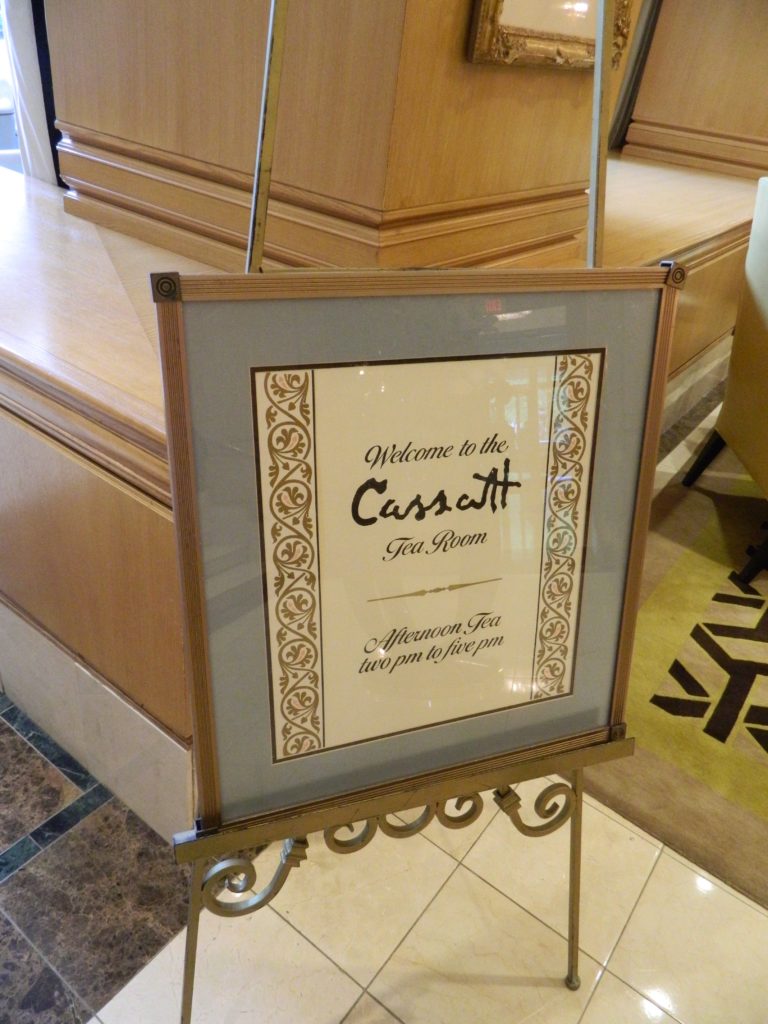 Welcome to the
Cassatt
Tea Room
Afternoon Tea
two pm to five pm